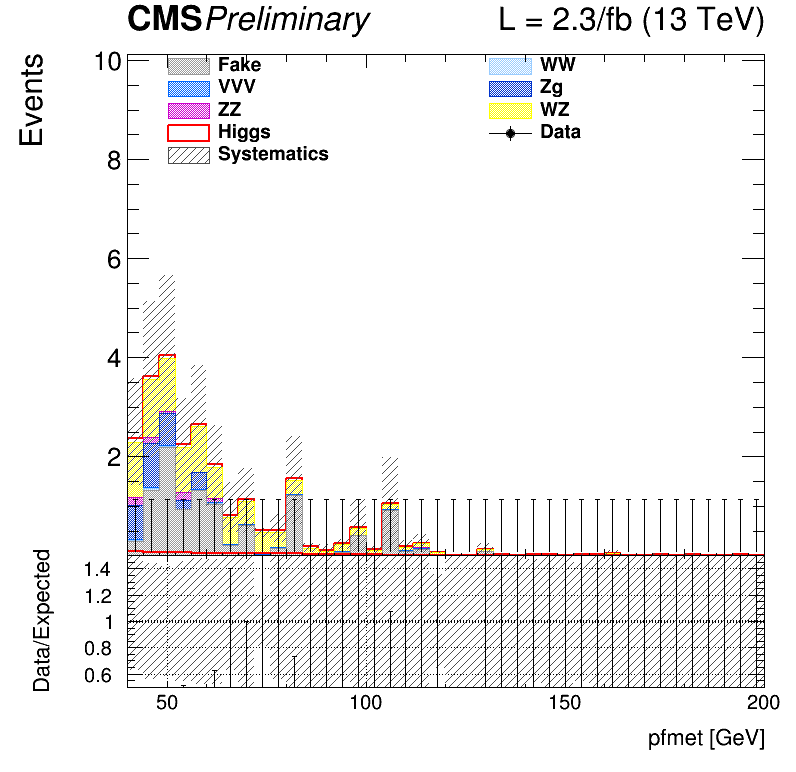 CMS Preliminary L = 2.3/fb (13 TeV)
Events
10
8
6
4
2
Fake WW
VVV Zg
ZZ WZ
Higgs Data
Systematics
Data/Expected
1.4
1.2
1
0.8
0.6
50 100 150 200
pfmet [GeV]